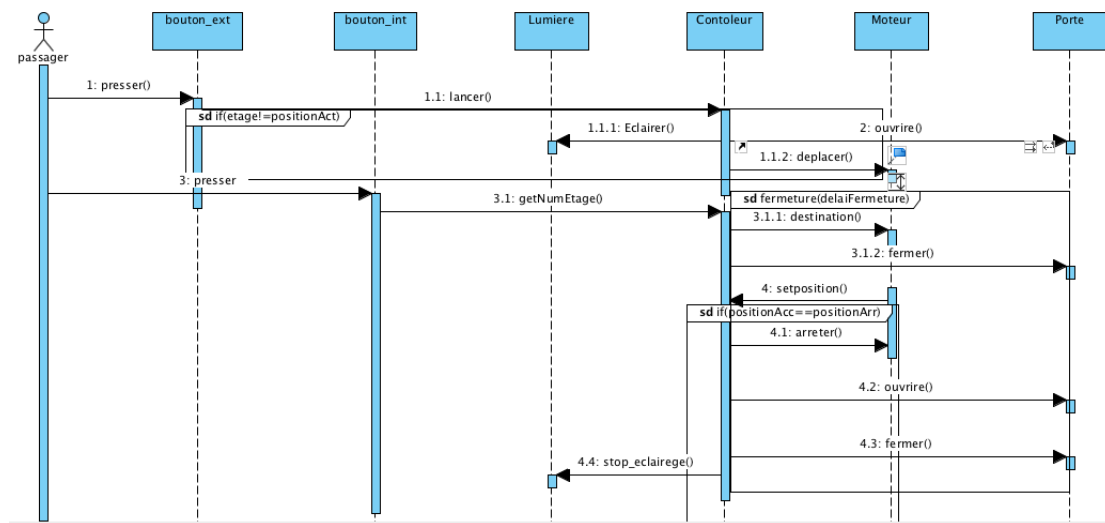 bouton_ext
bouton_int
Lumiere
Contoleur
Moteur
Porte
passager
1: presser()
1.1: lancer()
sd if(etage!=positionAct)
1.1.1: Eclairer()
2: ouvrire()
1.1.2: deplacer()
3: presser
3.1: getNumEtage()
sd fermeture(delaiFermeture)
3.1.1: destination()
3.1.2: fermer()
4: setposition()
sd if(positionAcc==positionArr)
4.1: arreter()
4.2: ouvrire()
4.3: fermer()
4.4: stop_eclairege()